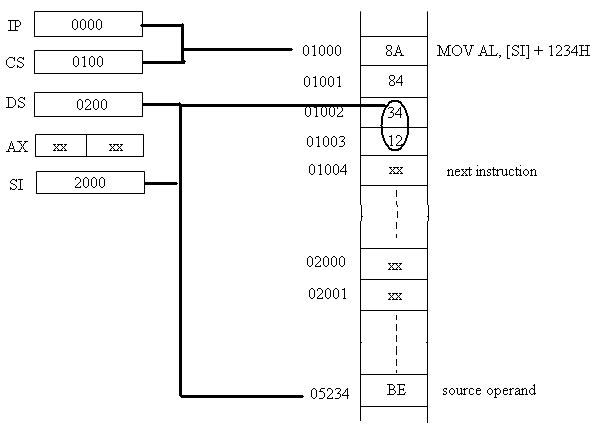 IP 0000
CS 0100
DS 0200
AX xx xx
SI 2000
01000 8A MOV AL, [SI] + 1234H
01001 84
01002 34
01003 12
01004 xx next instruction
02000 xx
02001 xx
05234 BE source operand